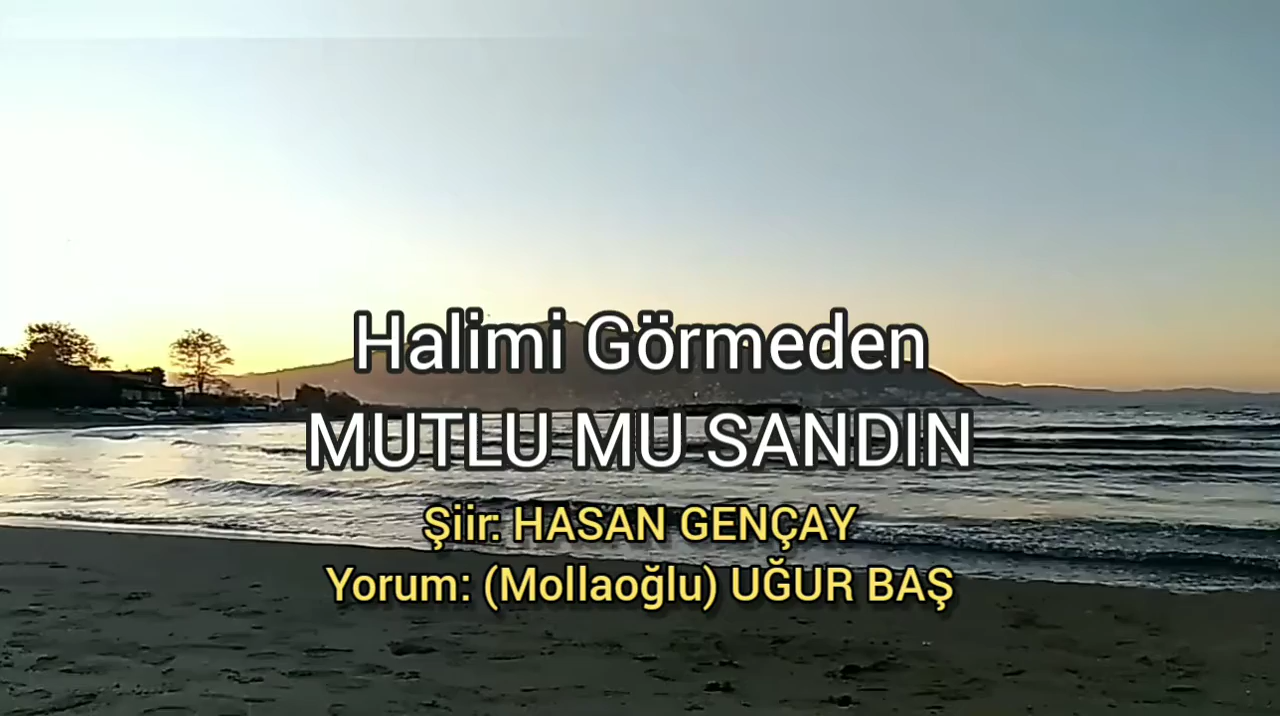 Halimi Görmeden
MUTLU MU SANDIN
Şiir: HASAN GENÇAY
Yorum: (Mollaoğlu) UĞUR BAŞ